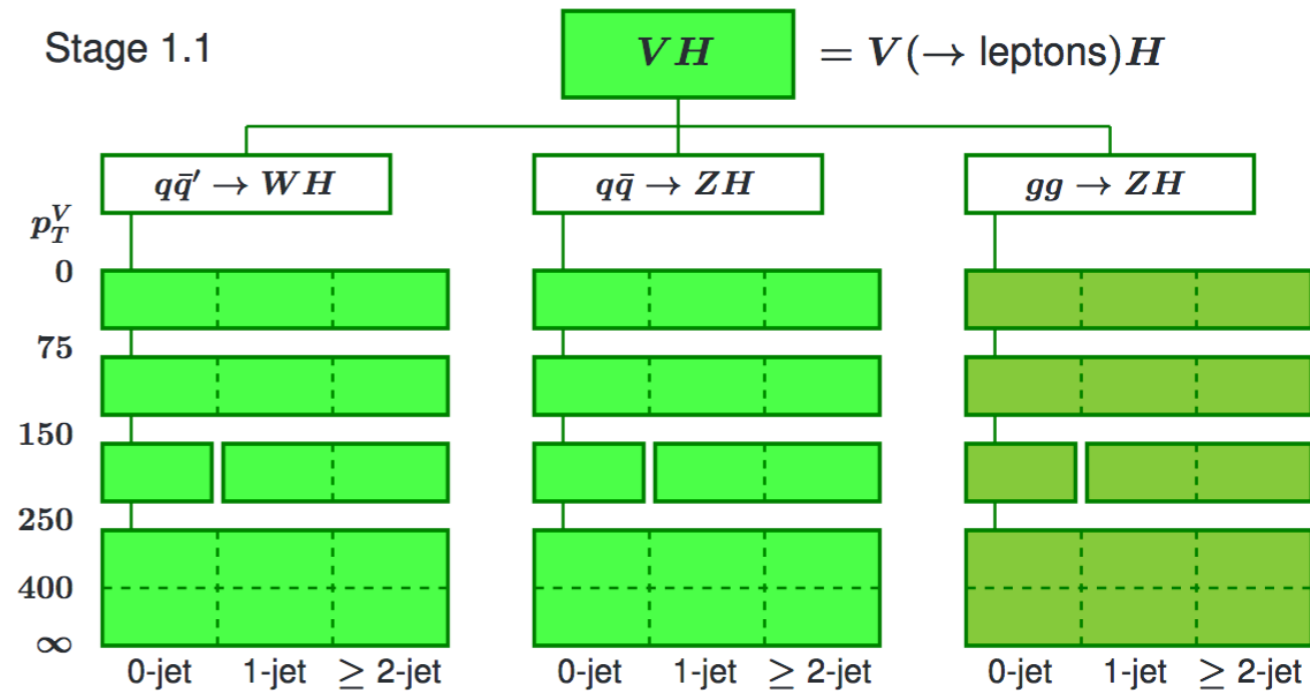 Stage 1.1
VH = V(→ leptons)H
qq̄′ → WH qq̄ → ZH gg → ZH
p_T^V
0
75
150
250
400
∞
0-jet 1-jet ≥ 2-jet 0-jet 1-jet ≥ 2-jet 0-jet 1-jet ≥ 2-jet